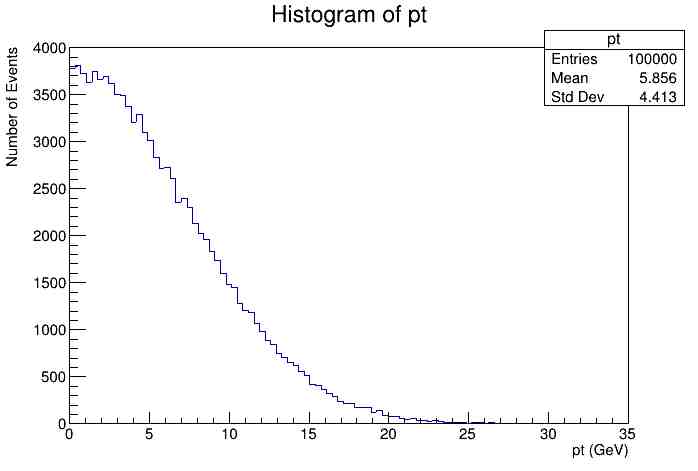 Histogram of pt
pt
Entries 100000
Mean 5.856
Std Dev 4.413
Number of Events
4000
3500
3000
2500
2000
1500
1000
500
0
0 5 10 15 20 25 30 35
pt (GeV)